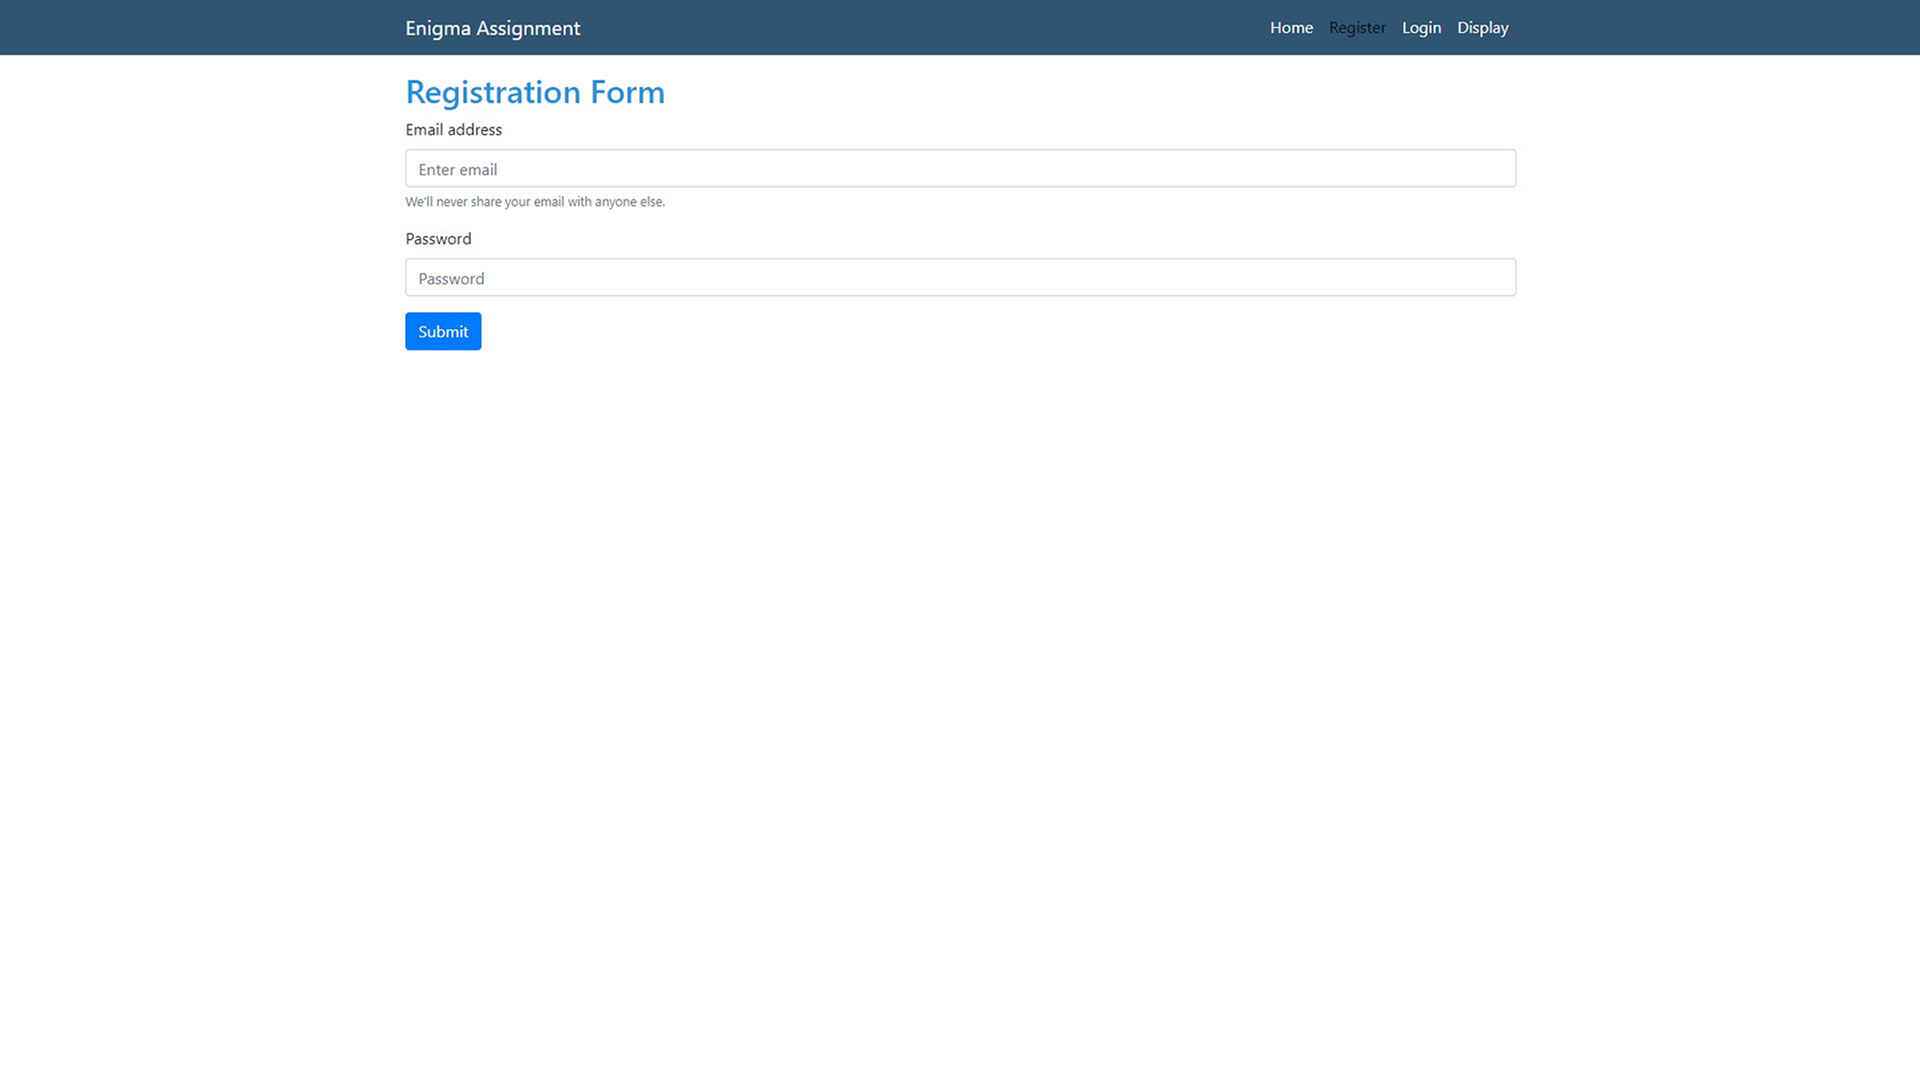 Enigma Assignment
Home Register Login Display
Registration Form
Email address
Enter email
We'll never share your email with anyone else.
Password
Password
Submit